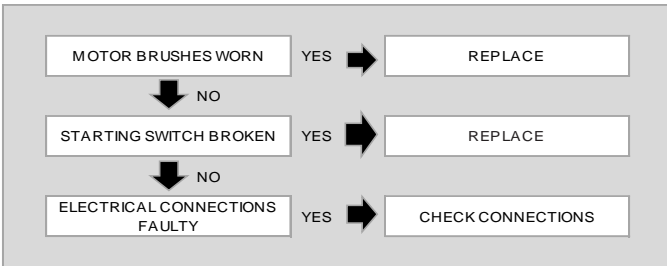 MOTOR BRUSHES WORN YES REPLACE
NO
STARTING SWITCH BROKEN YES REPLACE
NO
ELECTRICAL CONNECTIONS
FAULTY YES CHECK CONNECTIONS